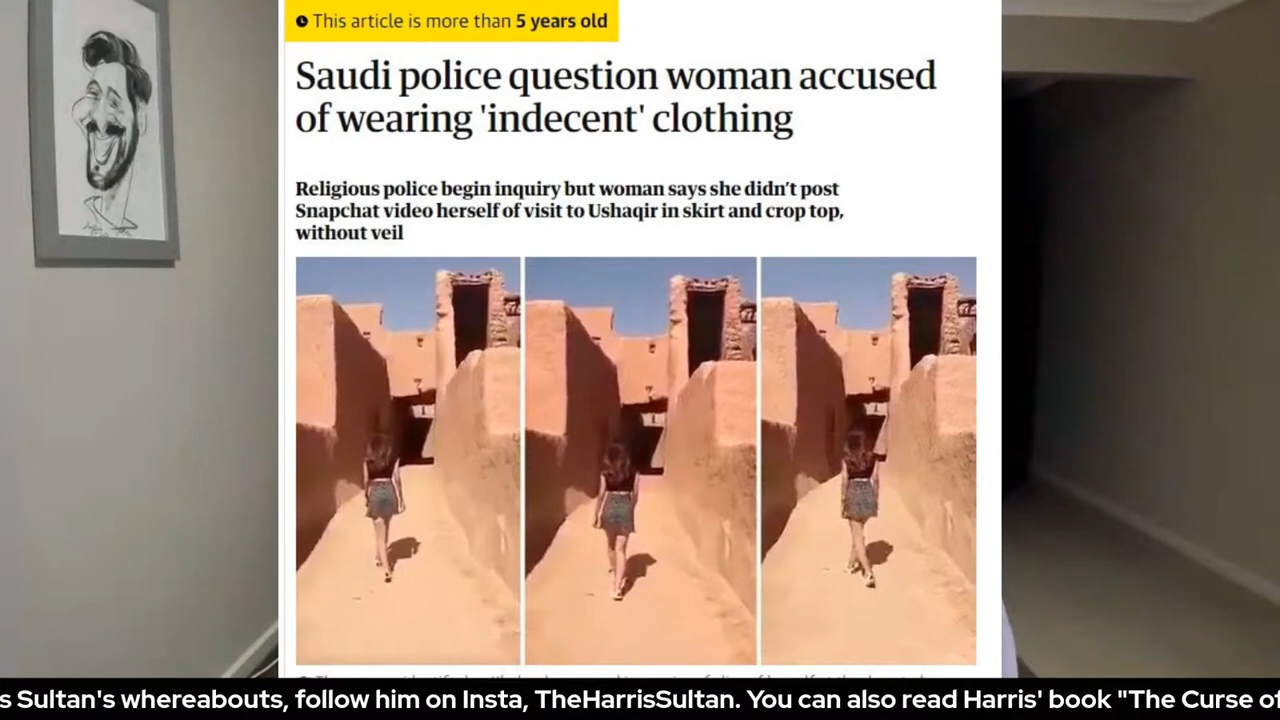 This article is more than 5 years old
Saudi police question woman accused
of wearing 'indecent' clothing
Religious police begin inquiry but woman says she didn't post
Snapchat video herself of visit to Ushaqir in skirt and crop top,
without veil
s Sultan's whereabouts, follow him on Insta, TheHarrisSultan. You can also read Harris' book "The Curse of